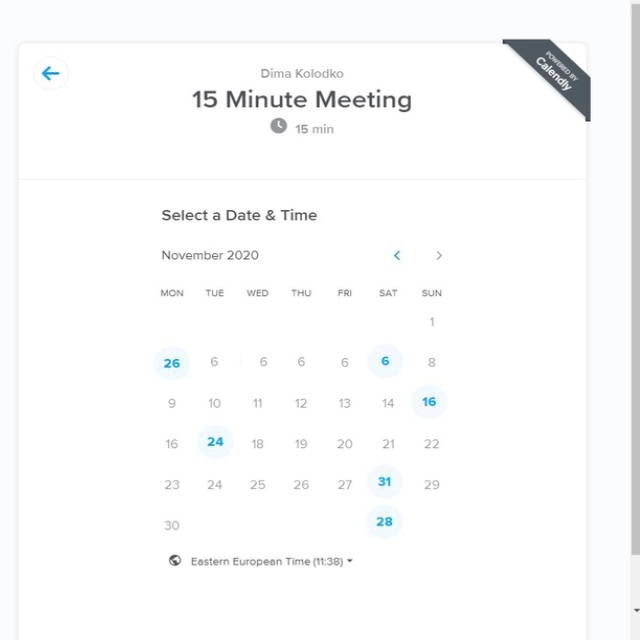 POWERED BY
Calendly
Dima Kolodko
15 Minute Meeting
15 min
Select a Date & Time
November 2020
MON TUE WED THU FRI SAT SUN
1
26 6 6 6 6 6 8
9 10 11 12 13 14 16
16 24 18 19 20 21 22
23 24 25 26 27 31 29
30 28
Eastern European Time (11:38)